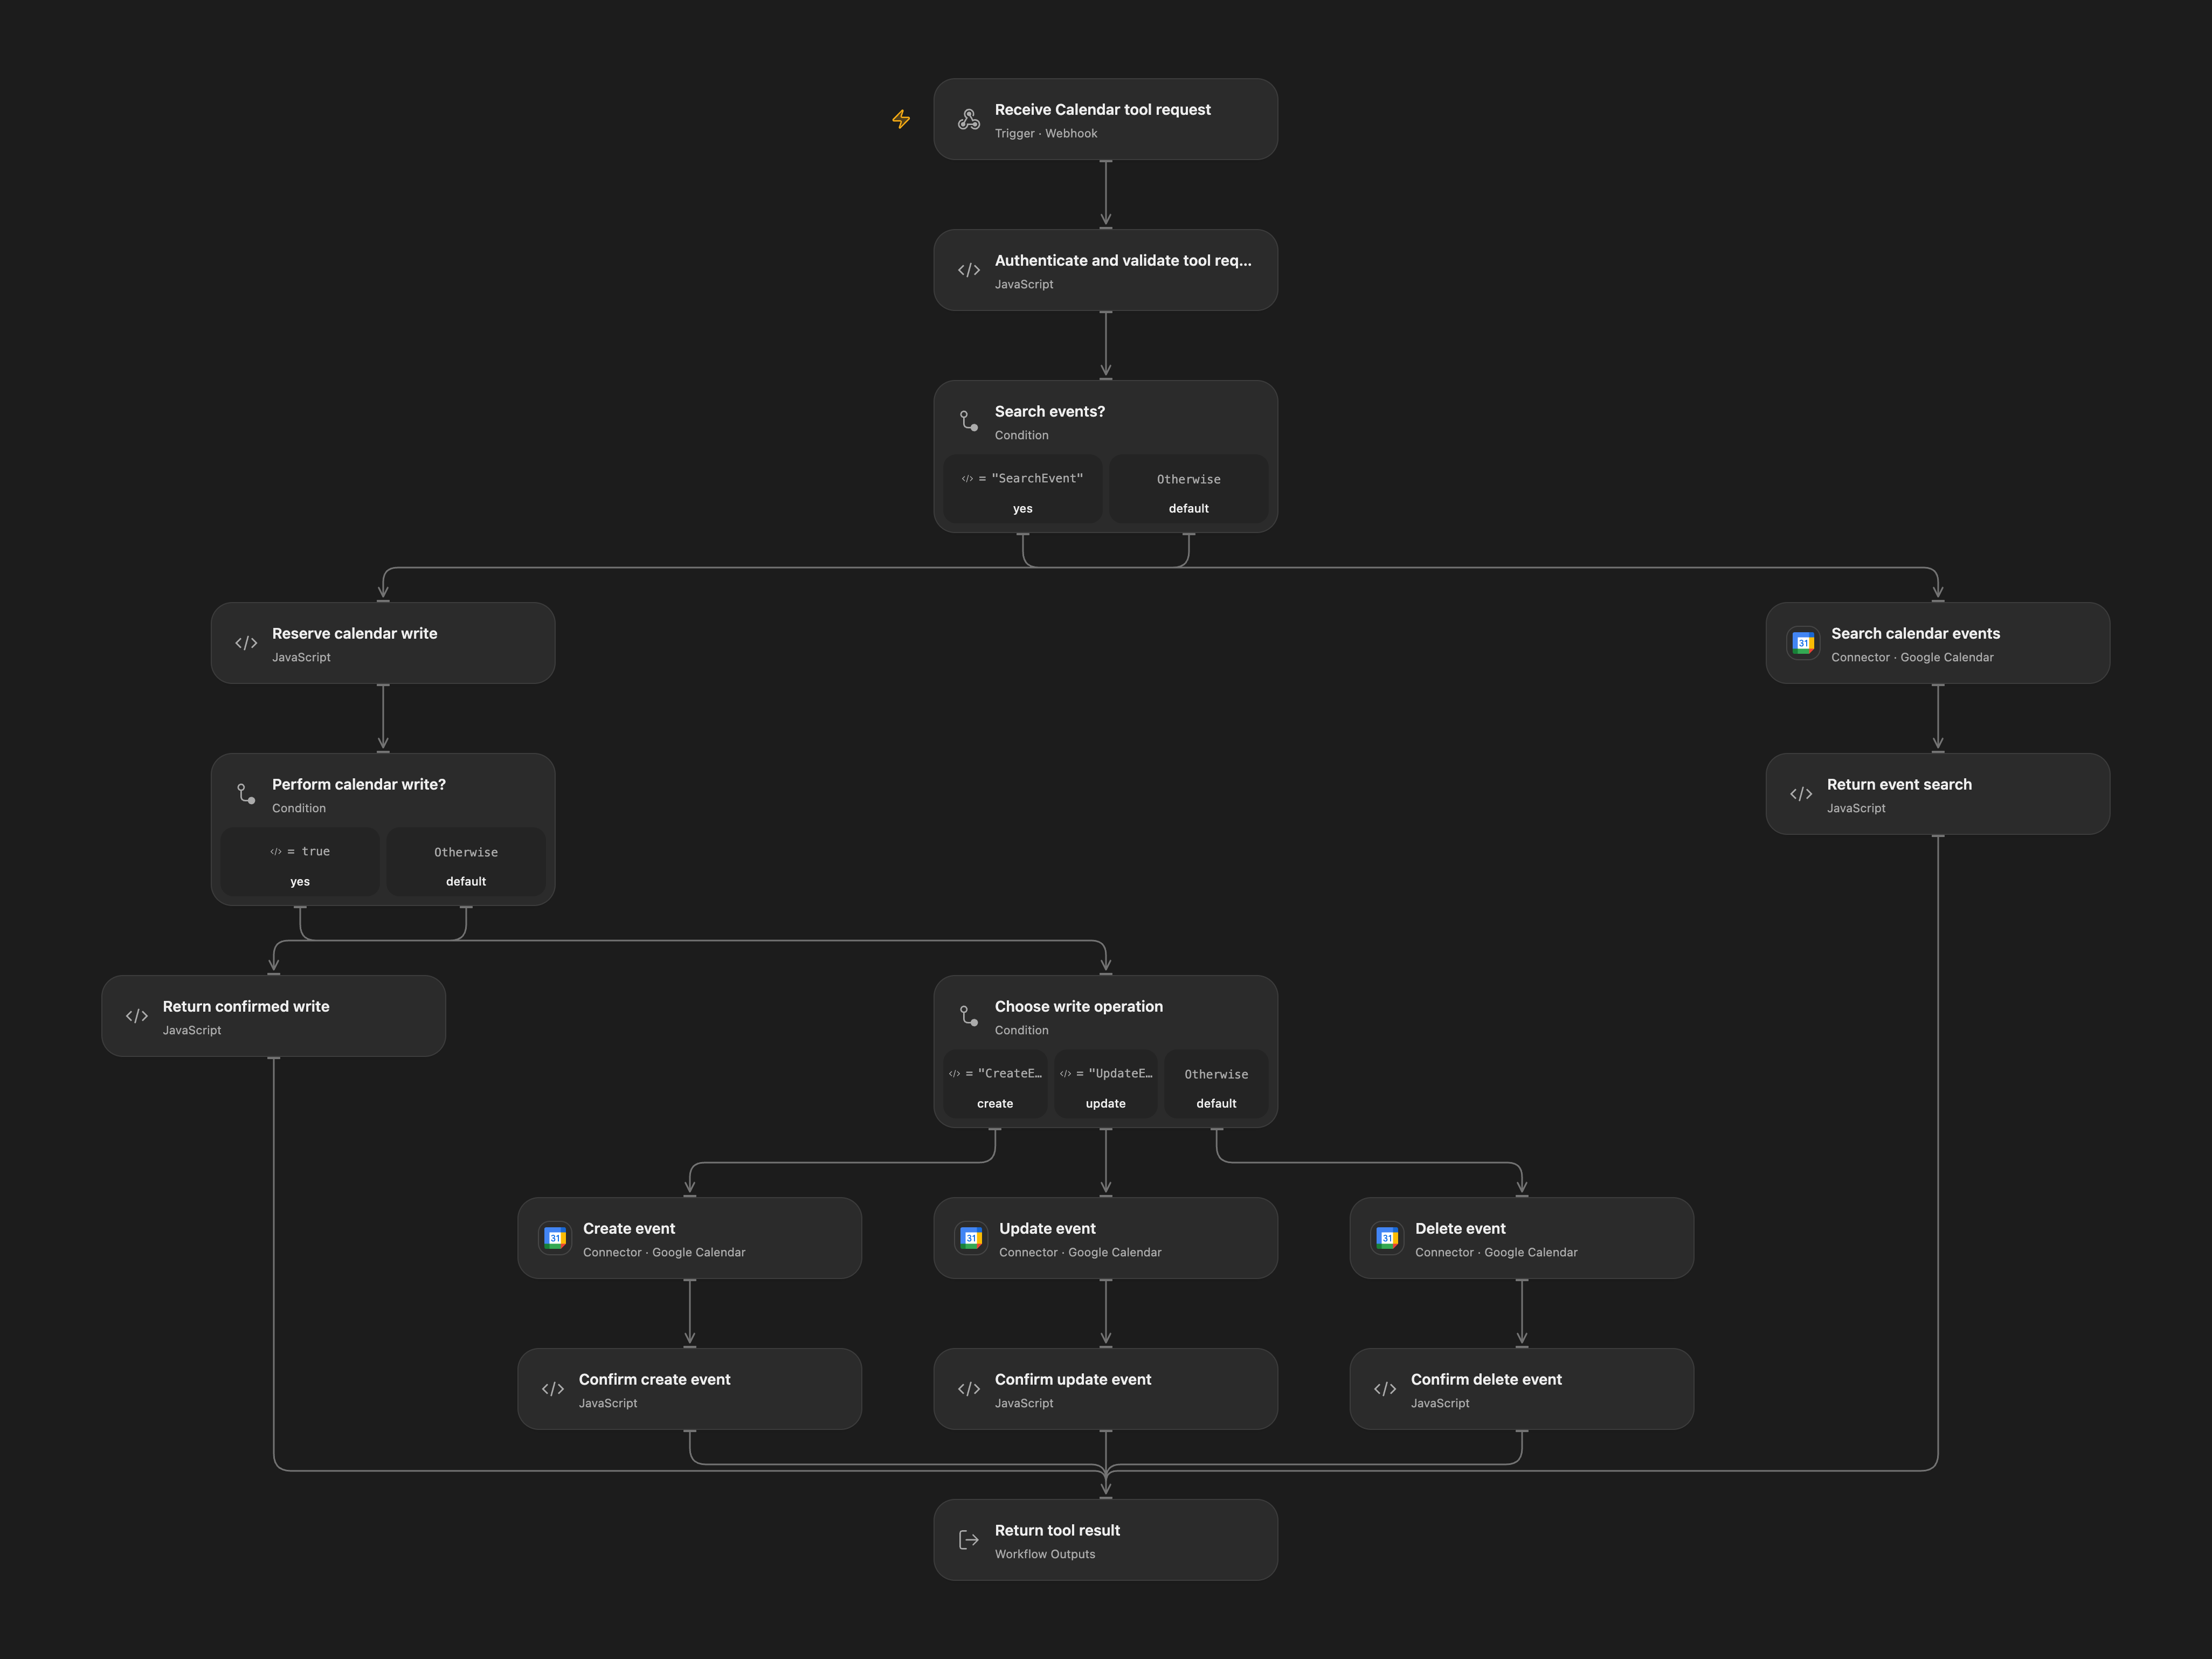 Receive Calendar tool request
Trigger · Webhook
Authenticate and validate tool req...
JavaScript
Search events?
Condition
</> = "SearchEvent"
yes
Otherwise
default
Reserve calendar write
JavaScript
Search calendar events
Connector · Google Calendar
31
Perform calendar write?
Condition
</> = true
yes
Otherwise
default
Return event search
JavaScript
Return confirmed write
JavaScript
Choose write operation
Condition
</> = "CreateE…
create
</> = "UpdateE…
update
Otherwise
default
31
Create event
Connector · Google Calendar
31
Update event
Connector · Google Calendar
31
Delete event
Connector · Google Calendar
Confirm create event
JavaScript
Confirm update event
JavaScript
Confirm delete event
JavaScript
Return tool result
Workflow Outputs